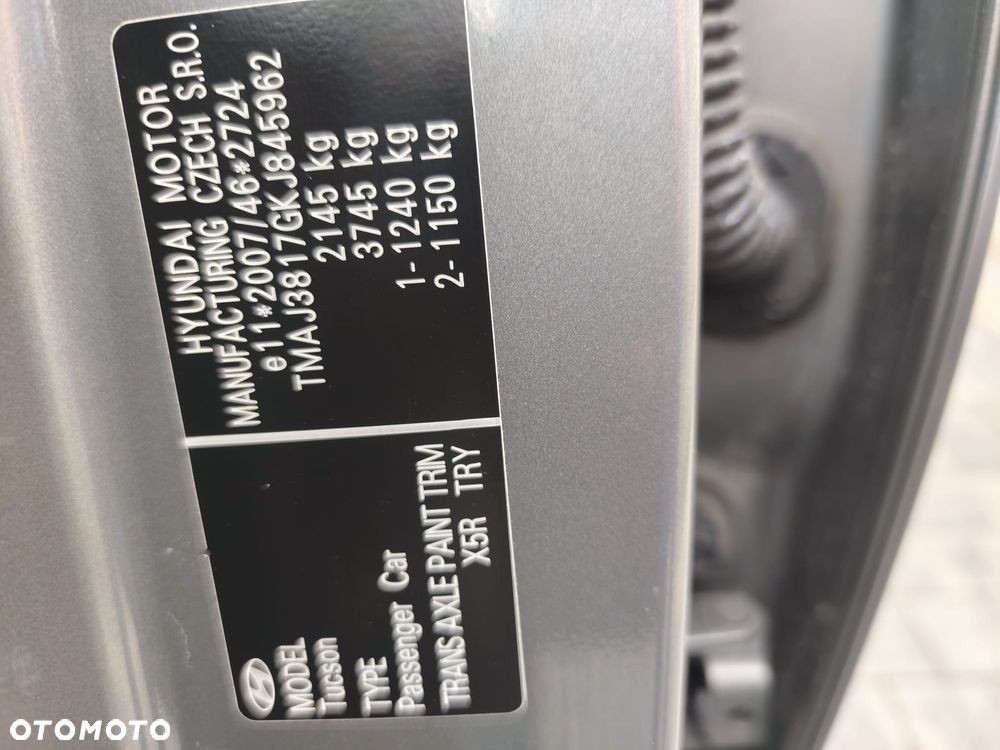 HYUNDAI MOTOR
MANUFACTURING CZECH S.R.O.
e11*2007/46*2724
TMAJ3817GKJ845962
2145 kg
3745 kg
1- 1240 kg
2- 1150 kg
MODEL
Tucson
TYPE
Passenger Car
TRANS AXLE PAINT TRIM
X5R TRY
OTOMOTO